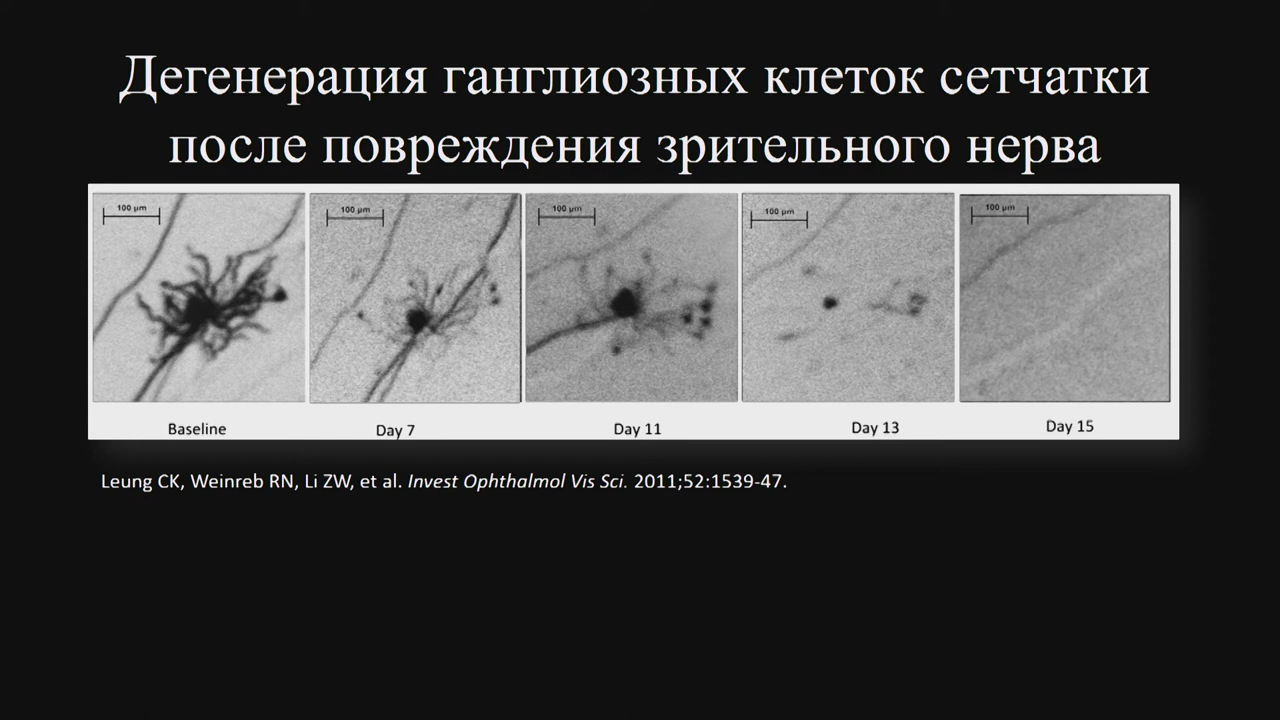 Дегенерация ганглиозных клеток сетчатки
после повреждения зрительного нерва
100 µm 100 µm 100 µm 100 µm 100 µm
Baseline Day 7 Day 11 Day 13 Day 15
Leung CK, Weinreb RN, Li ZW, et al. Invest Ophthalmol Vis Sci. 2011;52:1539-47.